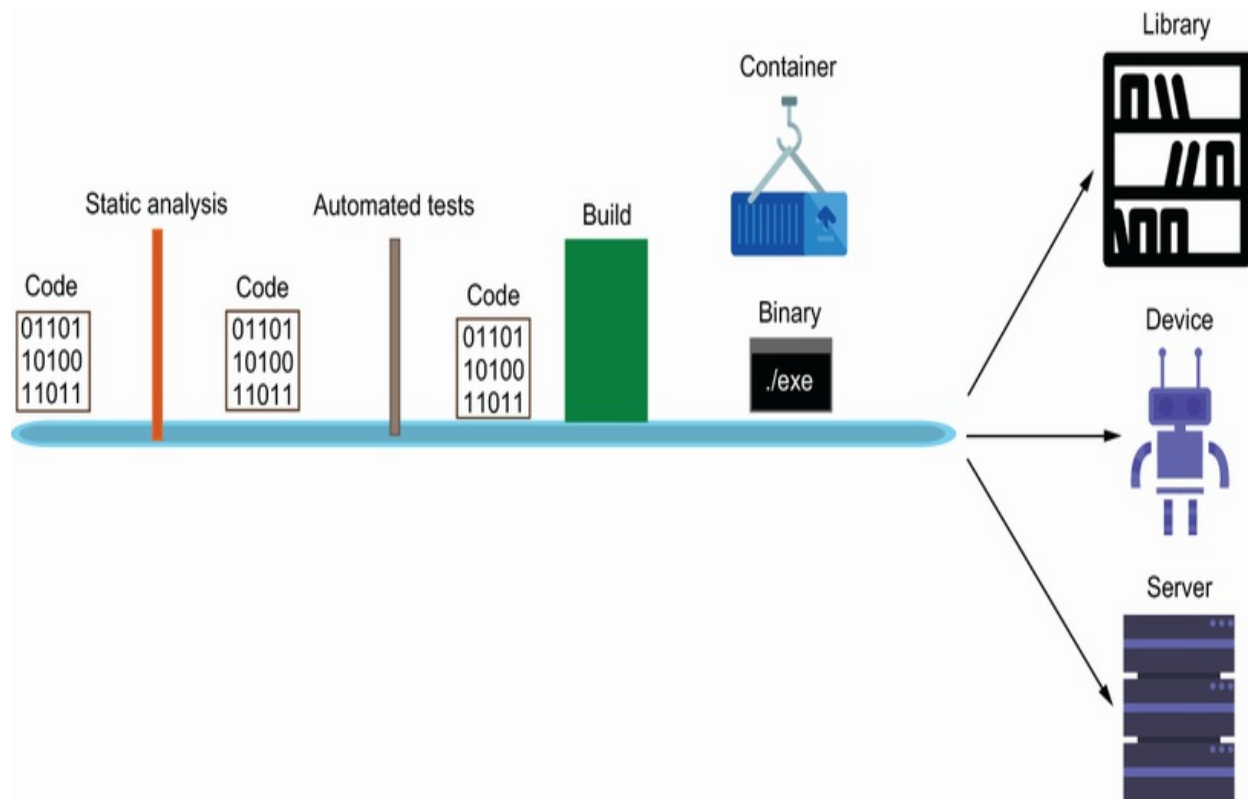 Library
Container
Static analysis
Automated tests
Build
Code
01101
10100
11011
Code
01101
10100
11011
Code
01101
10100
11011
Binary
./exe
Device
Server